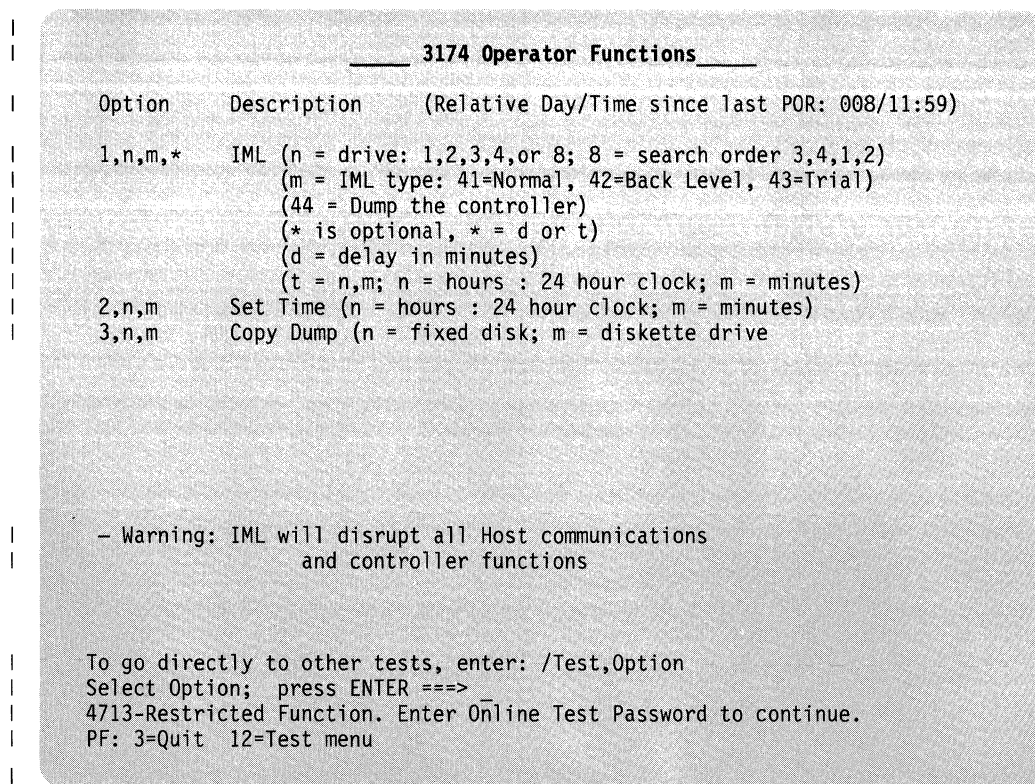 _____ 3174 Operator Functions_____
Option Description (Relative Day/Time since last POR: 008/11:59)
1,n,m,* IML (n = drive: 1,2,3,4,or 8; 8 = search order 3,4,1,2)
(m = IML type: 41=Normal, 42=Back Level, 43=Trial)
(44 = Dump the controller)
(* is optional, * = d or t)
(d = delay in minutes)
(t = n,m; n = hours : 24 hour clock; m = minutes)
2,n,m Set Time (n = hours : 24 hour clock; m = minutes)
3,n,m Copy Dump (n = fixed disk; m = diskette drive
— Warning: IML will disrupt all Host communications
and controller functions
To go directly to other tests, enter: /Test,Option
Select Option; press ENTER ===> _
4713-Restricted Function. Enter Online Test Password to continue.
PF: 3=Quit 12=Test menu